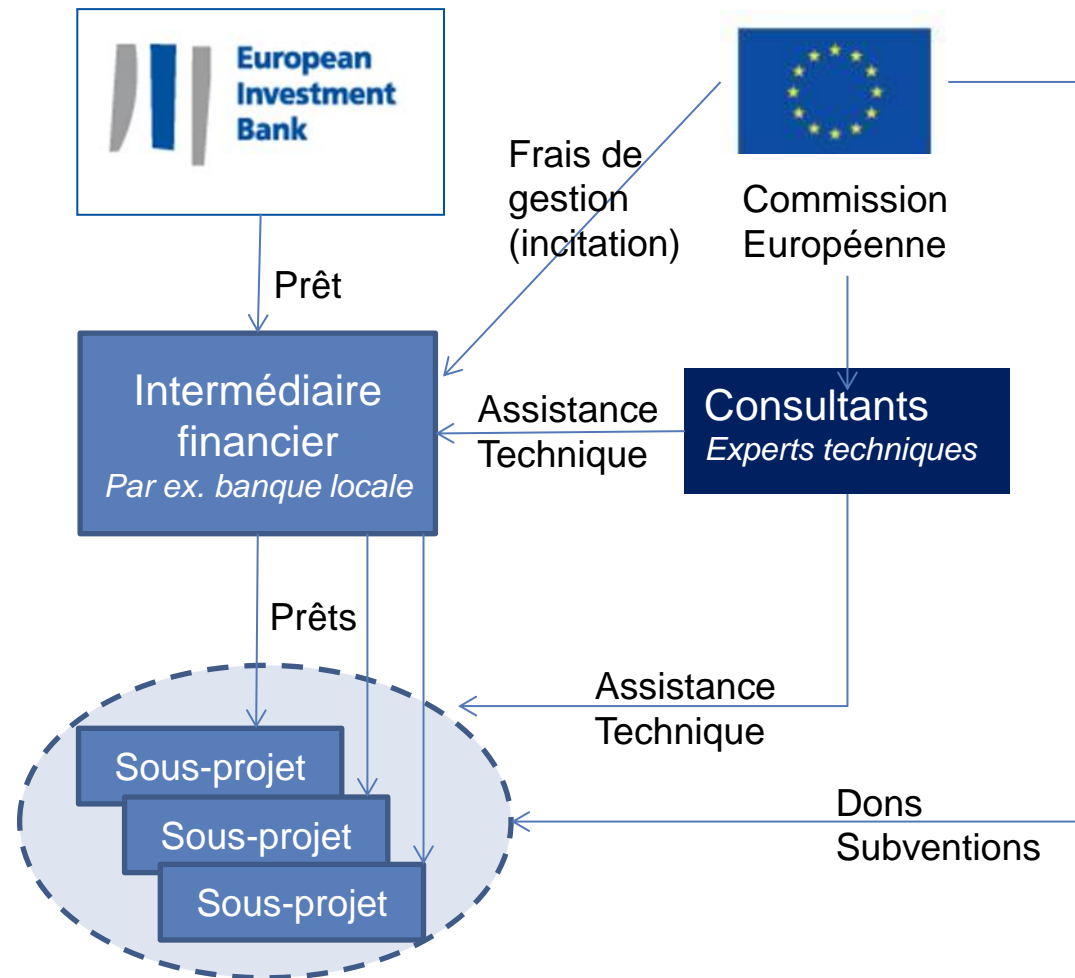 European
Investment
Bank
Frais de
gestion
(incitation)
Commission
Européenne
Prêt
Intermédiaire
financier
Par ex. banque locale
Assistance
Technique
Consultants
Experts techniques
Prêts
Assistance
Technique
Sous-projet
Sous-projet
Sous-projet
Dons
Subventions